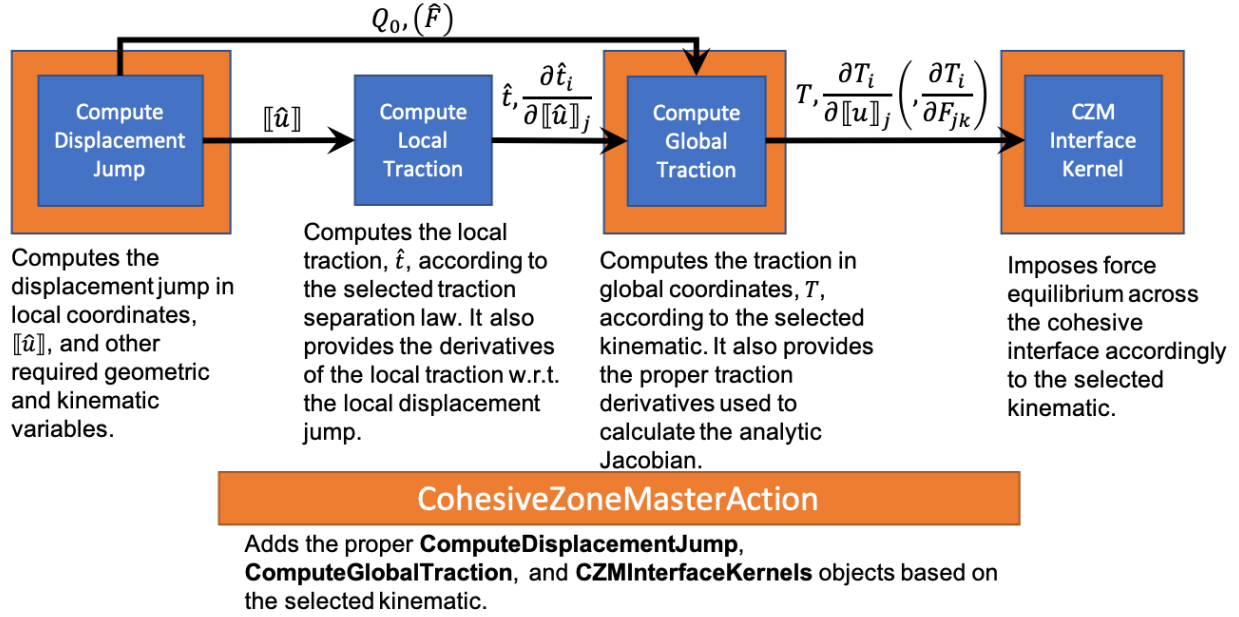 Q₀, (F̂)
Compute
Displacement
Jump
⟦û⟧
Compute
Local
Traction
t̂, ∂t̂ᵢ/∂⟦û⟧ⱼ
Compute
Global
Traction
T, ∂Tᵢ/∂⟦u⟧ⱼ (, ∂Tᵢ/∂Fⱼₖ)
CZM
Interface
Kernel
Computes the
displacement jump in
local coordinates,
⟦û⟧, and other
required geometric
and kinematic
variables.
Computes the local
traction, t̂, according to
the selected traction
separation law. It also
provides the derivatives
of the local traction w.r.t.
the local displacement
jump.
Computes the traction in
global coordinates, T,
according to the selected
kinematic. It also provides
the proper traction
derivatives used to
calculate the analytic
Jacobian.
Imposes force
equilibrium across
the cohesive
interface accordingly
to the selected
kinematic.
CohesiveZoneMasterAction
Adds the proper ComputeDisplacementJump,
ComputeGlobalTraction, and CZMInterfaceKernels objects based on
the selected kinematic.